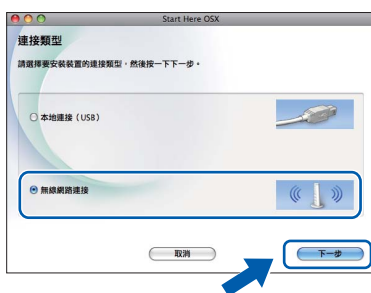 Start Here OSX
連接類型
請選擇要安裝裝置的連接類型，然後按一下下一步。
本地連接（USB）
無線網路連接
取消
下一步